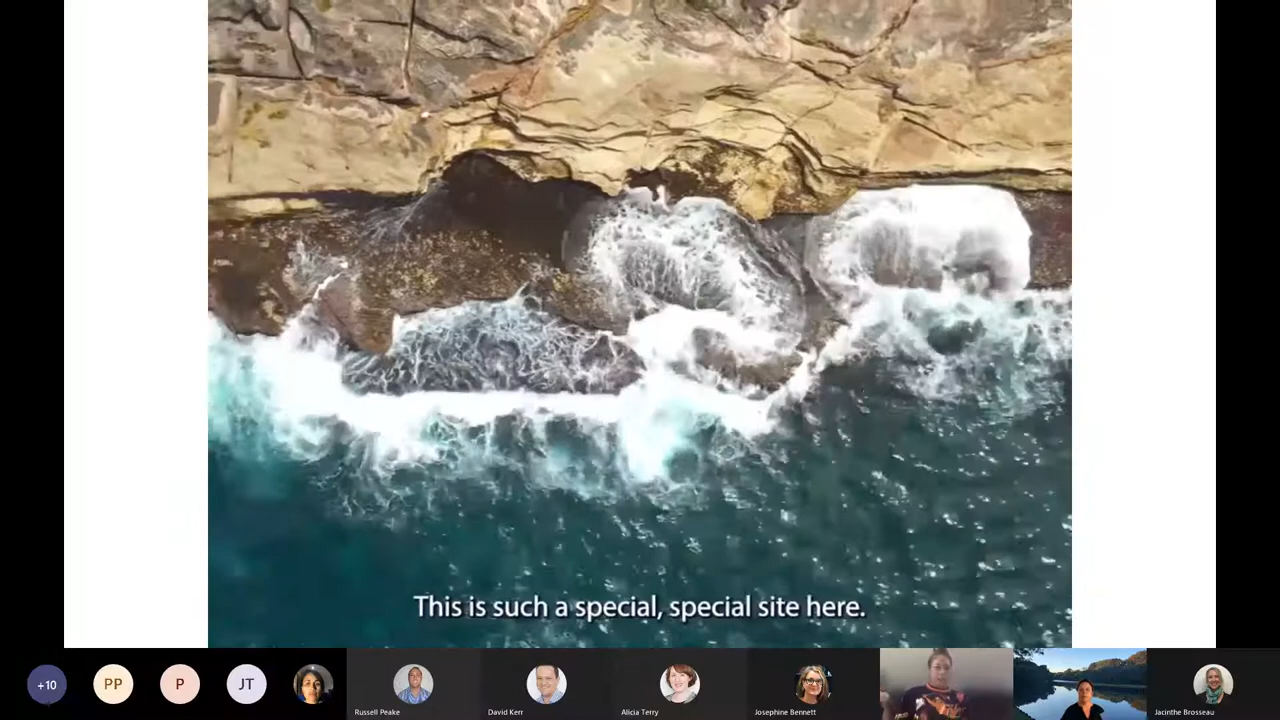 This is such a special, special site here.
+10
PP
P
JT
Russell Peake
David Kerr
Alicia Terry
Josephine Bennett
Jacinthe Brosseau